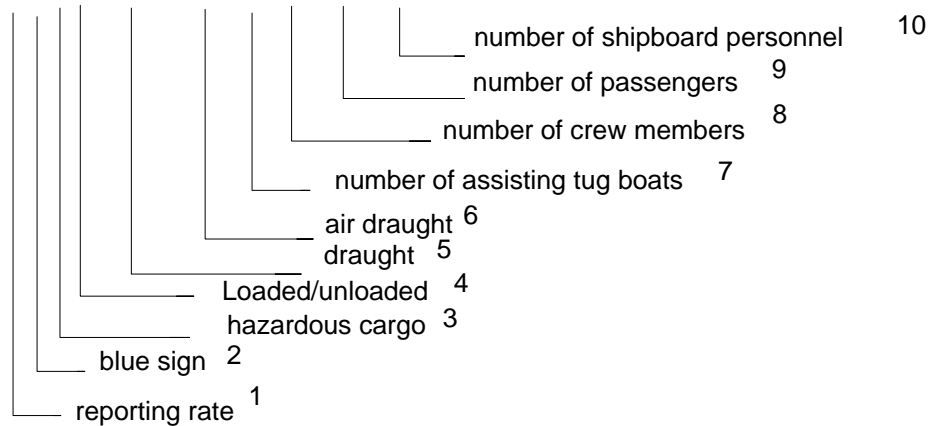 number of shipboard personnel 10
number of passengers 9
number of crew members 8
number of assisting tug boats 7
air draught 6
draught 5
Loaded/unloaded 4
hazardous cargo 3
blue sign 2
reporting rate 1